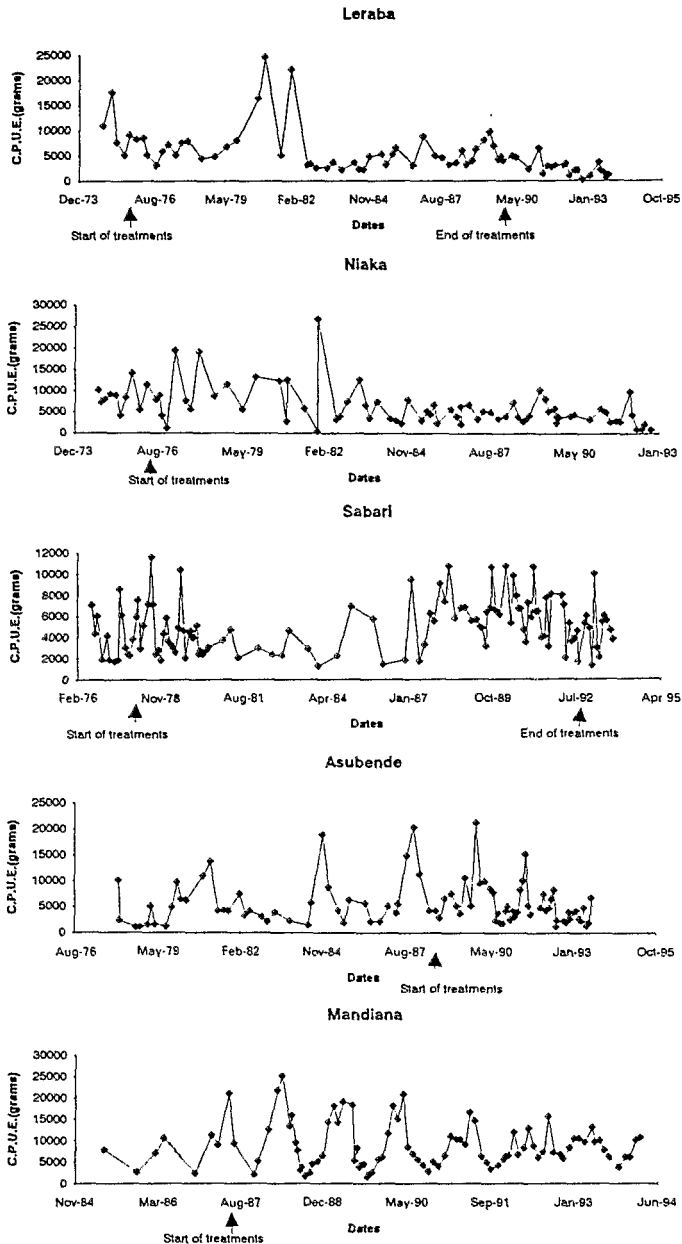 Leraba
C.P.U.E.(grams)
25000
20000
15000
10000
5000
0
Dec-73 Aug-76 May-79 Feb-82 Nov-84 Aug-87 May-90 Jan-93 Oct-95
Start of treatments Dates End of treatments
Niaka
C.P.U.E.(grams)
30000
25000
20000
15000
10000
5000
0
Dec-73 Aug-76 May-79 Feb-82 Nov-84 Aug-87 May-90 Jan-93
Start of treatments Dates
Sabari
C.P.U.E.(grams)
12000
10000
8000
6000
4000
2000
0
Feb-76 Nov-78 Aug-81 Apr-84 Jan-87 Oct-89 Jul-92 Apr 95
Start of treatments Dates End of treatments
Asubende
C.P.U.E.(grams)
25000
20000
15000
10000
5000
0
Aug-76 May-79 Feb-82 Nov-84 Aug-87 May-90 Jan-93 Oct-95
Dates Start of treatments
Mandiana
C.P.U.E.(grams)
30000
25000
20000
15000
10000
5000
0
Nov-84 Mar-86 Aug-87 Dec-88 May-90 Sep-91 Jan-93 Jun-94
Start of treatments Dates